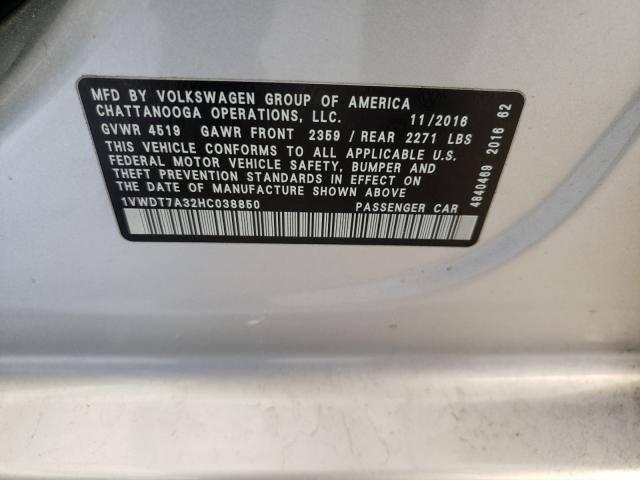 MFD BY VOLKSWAGEN GROUP OF AMERICA
CHATTANOOGA OPERATIONS, LLC. 11/2016
GVWR 4519 GAWR FRONT 2359 / REAR 2271 LBS
THIS VEHICLE CONFORMS TO ALL APPLICABLE U.S.
FEDERAL MOTOR VEHICLE SAFETY, BUMPER AND
THEFT PREVENTION STANDARDS IN EFFECT ON
THE DATE OF MANUFACTURE SHOWN ABOVE
1VWDT7A32HC038850 PASSENGER CAR
4840469 2016 62